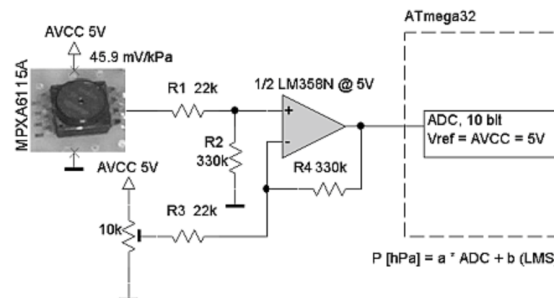 ATmega32
AVCC 5V
45.9 mV/kPa
MPXA6115A
R1 22k
1/2 LM358N @ 5V
+
-
R2
330k
ADC, 10 bit
Vref = AVCC = 5V
AVCC 5V
R4 330k
R3 22k
10k
P [hPa] = a * ADC + b (LMS